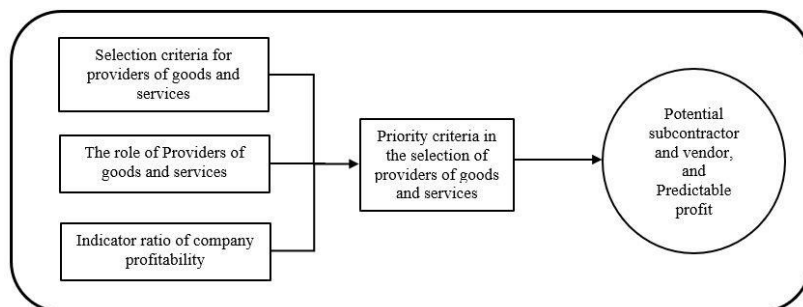 Selection criteria for
providers of goods and
services
The role of Providers of
goods and services
Indicator ratio of company
profitability
Priority criteria in
the selection of
providers of goods
and services
Potential
subcontractor
and vendor,
and
Predictable
profit